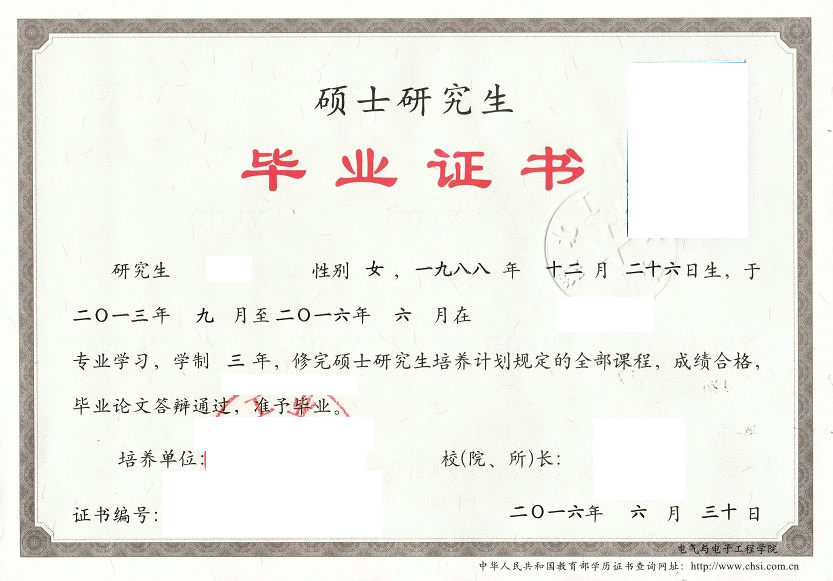 硕士研究生
毕业证书
研究生 性别 女 ，一九八八 年 十二 月 二十六日生，于
二〇一三年 九 月至二〇一六年 六 月在
专业学习，学制 三 年，修完硕士研究生培养计划规定的全部课程，成绩合格，
毕业论文答辩通过，准予毕业。
培养单位： 校(院、所)长：
证书编号： 二〇一六年 六 月 三十日
电气与电子工程学院
中华人民共和国教育部学历证书查询网址：http://www.chsi.com.cn